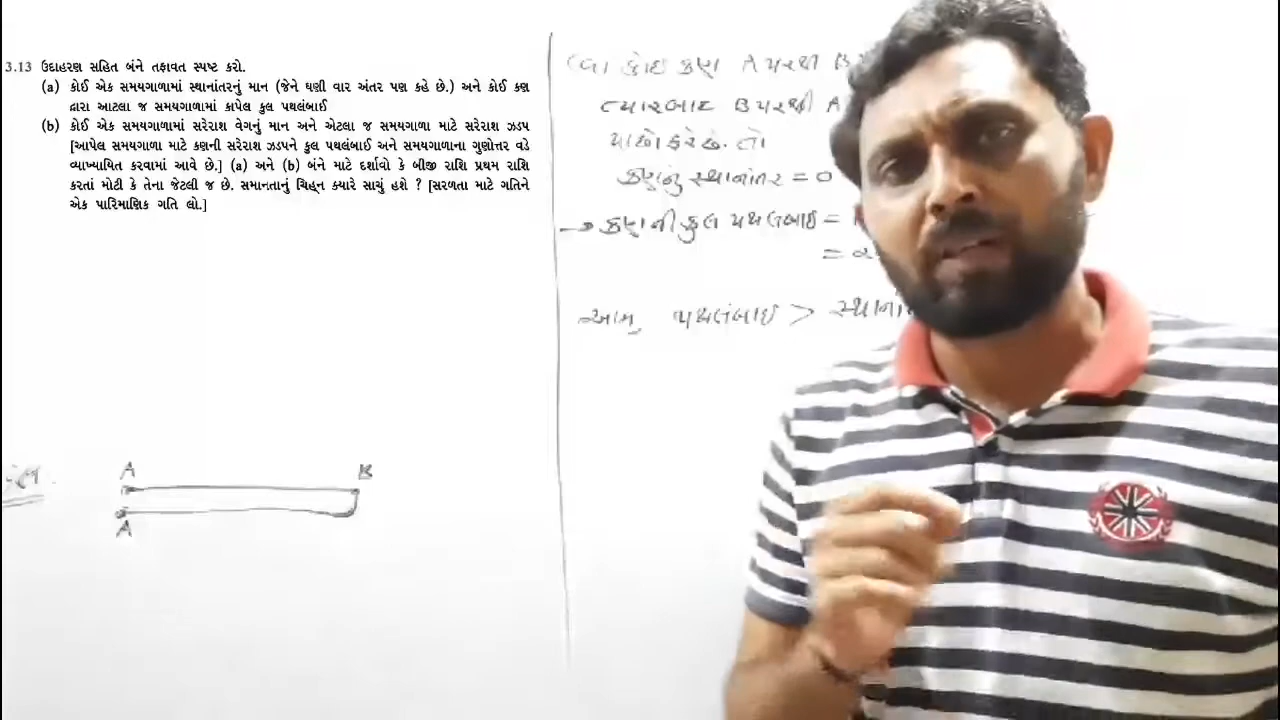 3.13 ઉદાહરણ સહિત બંને તફાવત સ્પષ્ટ કરો.
(a) કોઈ એક સમયગાળામાં સ્થાનાંતરનું માન (જેને ઘણી વાર અંતર પણ કહે છે.) અને કોઈ કણ
દ્વારા આટલા જ સમયગાળામાં કાપેલ કુલ પથલંબાઈ
(b) કોઈ એક સમયગાળામાં સરેરાશ વેગનું માન અને એટલા જ સમયગાળા માટે સરેરાશ ઝડપ
[આપેલ સમયગાળા માટે કણની સરેરાશ ઝડપને કુલ પથલંબાઈ અને સમયગાળાના ગુણોત્તર વડે
વ્યાખ્યાયિત કરવામાં આવે છે.] (a) અને (b) બંને માટે દર્શાવો કે બીજી રાશિ પ્રથમ રાશિ
કરતાં મોટી કે તેના જેટલી જ છે. સમાનતાનું ચિહ્ન ક્યારે સાચું હશે ? [સરળતા માટે ગતિને
એક પારિમાણિક ગતિ લો.]
A B
A
કોઇ કણ A પરથી B
ત્યારબાદ B પરથી A
પાછો ફરે છે. તો
કણનું સ્થાનાંતર = 0
→ કણની કુલ પથલંબાઈ =
=
આમ, પથલંબાઈ >